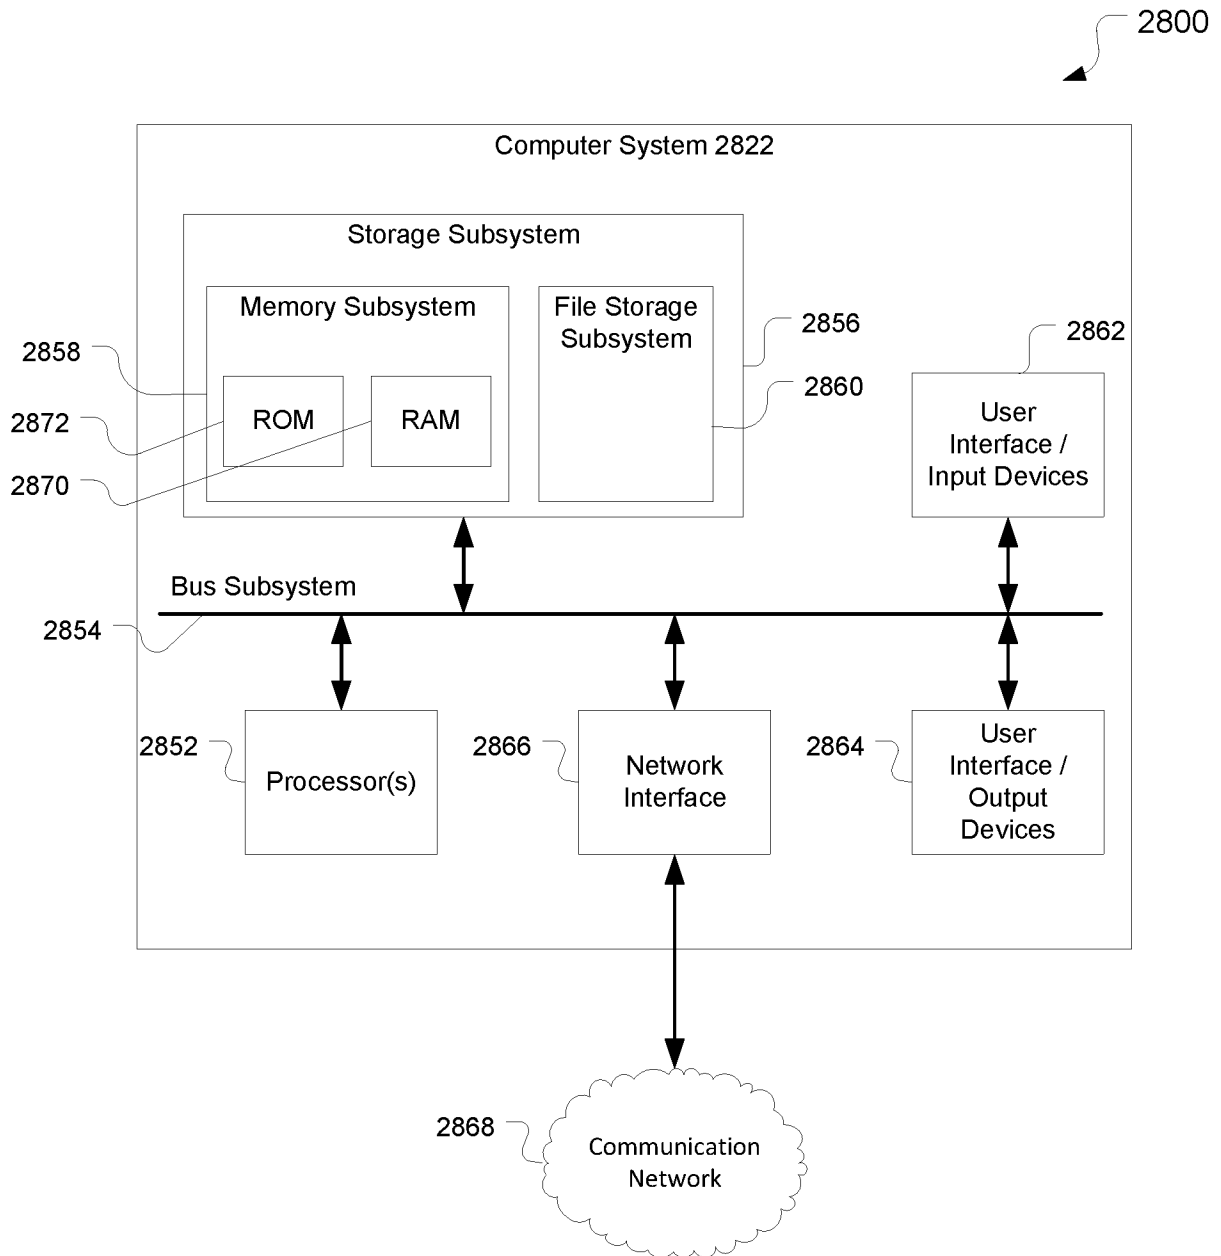 2800
Computer System 2822
Storage Subsystem
Memory Subsystem
File Storage
Subsystem
2856
2862
2858
2860
2872
ROM
RAM
User
Interface /
Input Devices
2870
Bus Subsystem
2854
2852
Processor(s)
2866
Network
Interface
2864
User
Interface /
Output
Devices
2868
Communication
Network